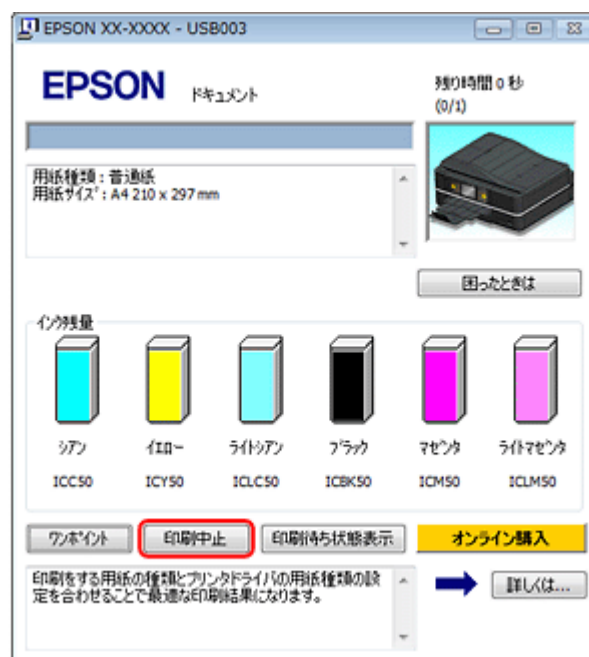 EPSON XX-XXXX - USB003
EPSON ドキュメント
残り時間 0 秒
(0/1)
用紙種類 : 普通紙
用紙サイズ : A4 210 x 297 mm
困ったときは
インク残量
シアン イエロー ライトシアン ブラック マゼンタ ライトマゼンタ
ICC50 ICY50 ICLC50 ICBK50 ICM50 ICLM50
ワンポイント 印刷中止 印刷待ち状態表示 オンライン購入
印刷をする用紙の種類とプリンタドライバの用紙種類の設
定を合わせることで最適な印刷結果になります。
詳しくは...